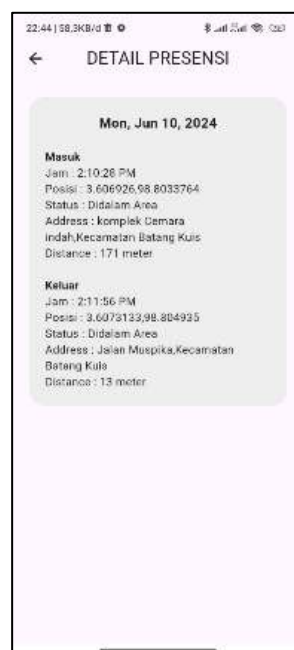 22:44 | 58,3KB/d
DETAIL PRESENSI
Mon, Jun 10, 2024
Masuk
Jam : 2:10:28 PM
Posisi : 3.606926,98.8033764
Status : Didalam Area
Address : komplek Cemara
indah,Kecamatan Batang Kuis
Distance : 171 meter
Keluar
Jam : 2:11:56 PM
Posisi : 3.6073133,98.804935
Status : Didalam Area
Address : Jalan Muspika,Kecamatan
Batang Kuis
Distance : 13 meter